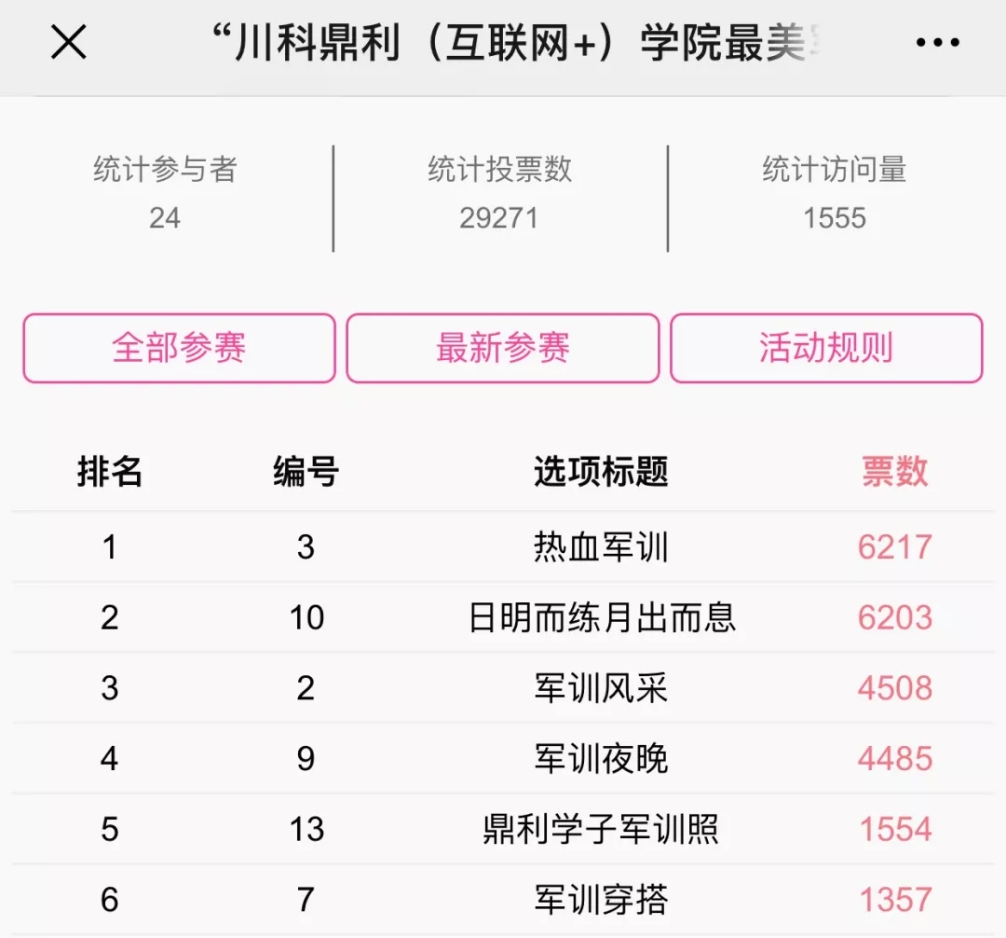 “川科鼎利（互联网+）学院最美
统计参与者 统计投票数 统计访问量
24 29271 1555
全部参赛 最新参赛 活动规则
排名 编号 选项标题 票数
1 3 热血军训 6217
2 10 日明而练月出而息 6203
3 2 军训风采 4508
4 9 军训夜晚 4485
5 13 鼎利学子军训照 1554
6 7 军训穿搭 1357